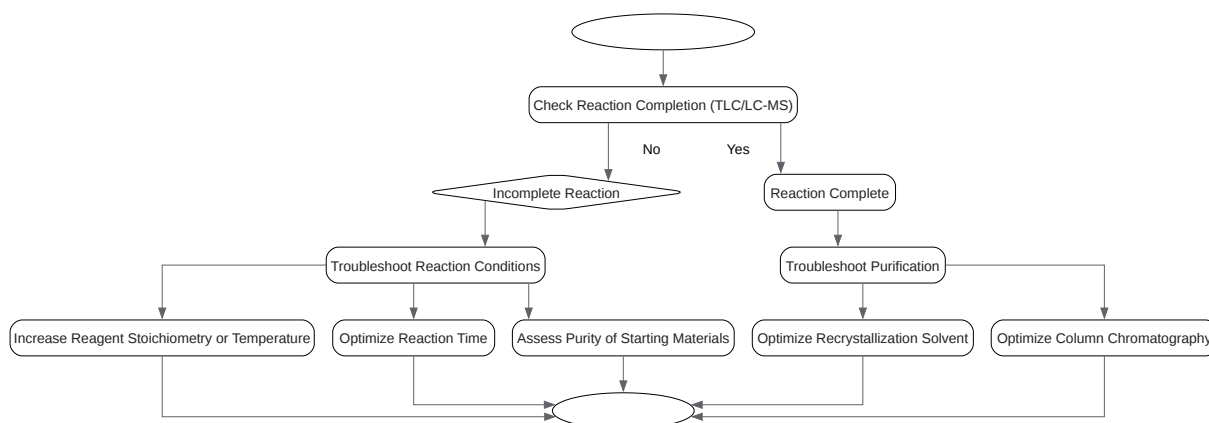 Check Reaction Completion (TLC/LC-MS)
No
Yes
Incomplete Reaction
Reaction Complete
Troubleshoot Reaction Conditions
Troubleshoot Purification
Increase Reagent Stoichiometry or Temperature
Optimize Reaction Time
Assess Purity of Starting Materials
Optimize Recrystallization Solvent
Optimize Column Chromatography